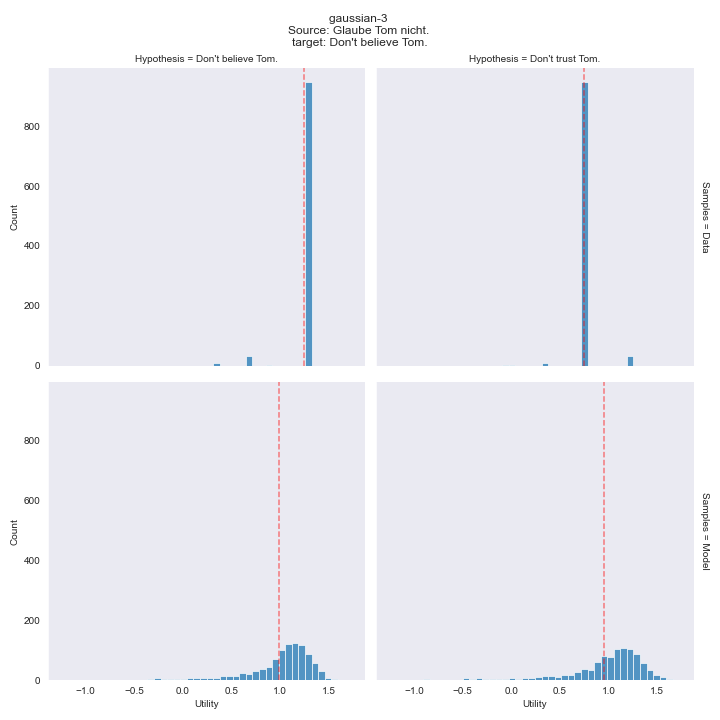 gaussian-3
Source: Glaube Tom nicht.
target: Don't believe Tom.
Hypothesis = Don't believe Tom.
Hypothesis = Don't trust Tom.
800
600
400
200
0
Count
Samples = Data
800
600
400
200
0
Count
Samples = Model
−1.0 −0.5 0.0 0.5 1.0 1.5
Utility
−1.0 −0.5 0.0 0.5 1.0 1.5
Utility